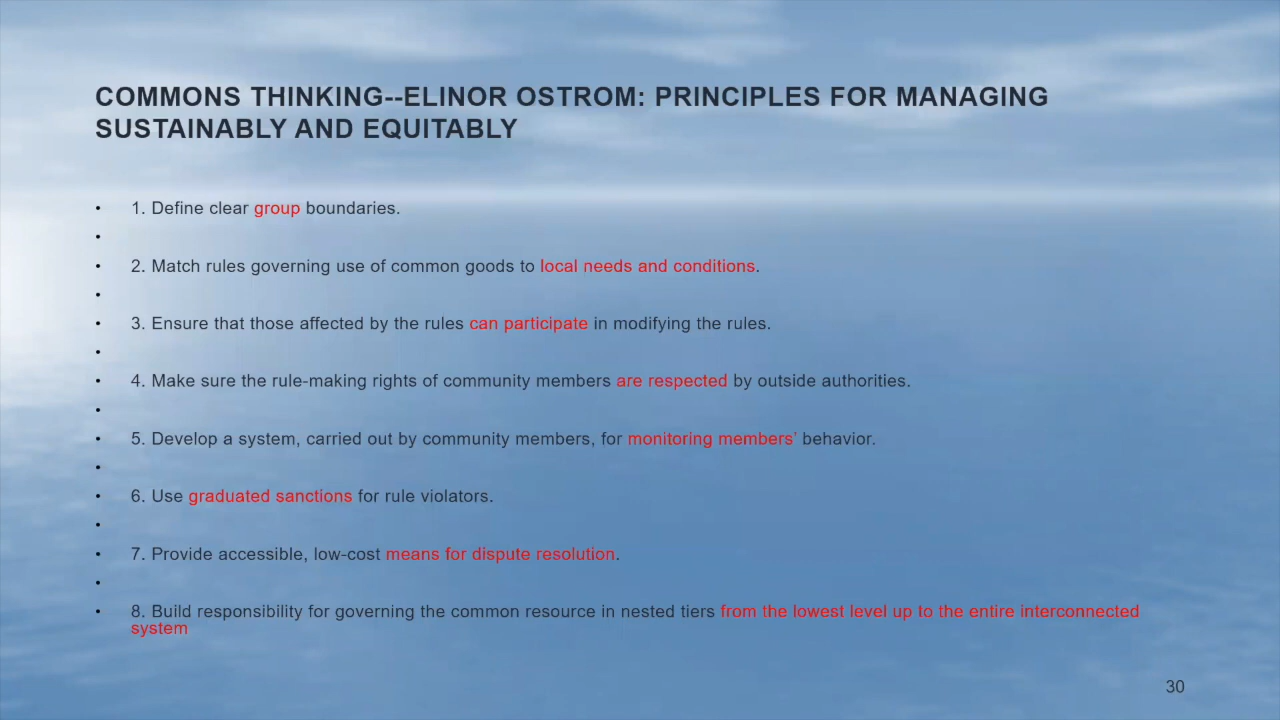 COMMONS THINKING--ELINOR OSTROM: PRINCIPLES FOR MANAGING
SUSTAINABLY AND EQUITABLY
• 1. Define clear group boundaries.
•
• 2. Match rules governing use of common goods to local needs and conditions.
•
• 3. Ensure that those affected by the rules can participate in modifying the rules.
•
• 4. Make sure the rule-making rights of community members are respected by outside authorities.
•
• 5. Develop a system, carried out by community members, for monitoring members' behavior.
•
• 6. Use graduated sanctions for rule violators.
•
• 7. Provide accessible, low-cost means for dispute resolution.
•
• 8. Build responsibility for governing the common resource in nested tiers from the lowest level up to the entire interconnected
system
30